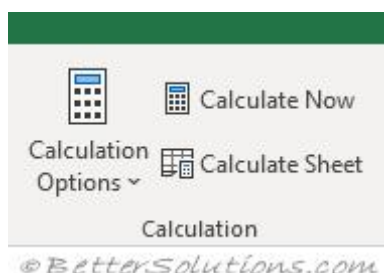 Calculation
Options
Calculate Now
Calculate Sheet
Calculation
©BetterSolutions.com